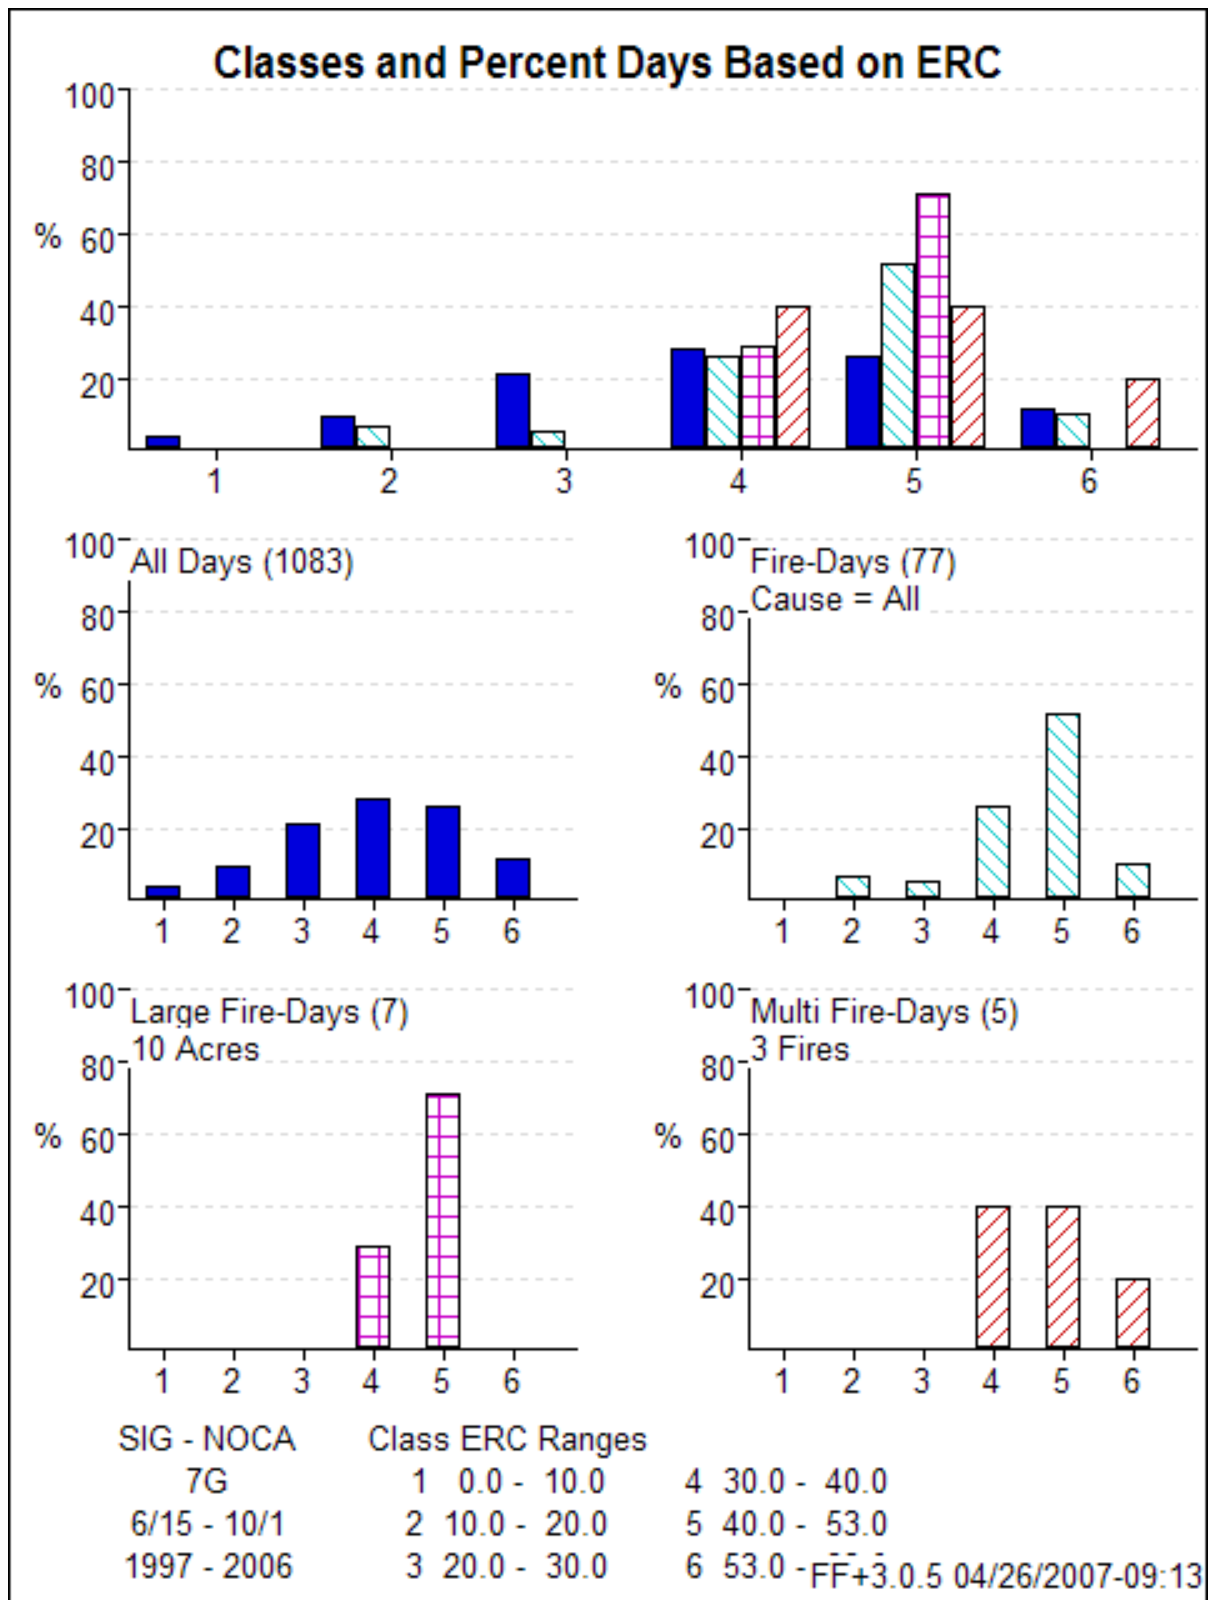 Classes and Percent Days Based on ERC
100
80
% 60
40
20
1 2 3 4 5 6
100 All Days (1083)
80
% 60
40
20
1 2 3 4 5 6
100 Fire-Days (77)
80 Cause = All
% 60
40
20
1 2 3 4 5 6
100 Large Fire-Days (7)
80 10 Acres
% 60
40
20
1 2 3 4 5 6
100 Multi Fire-Days (5)
80 3 Fires
% 60
40
20
1 2 3 4 5 6
SIG - NOCA Class ERC Ranges
7G 1 0.0 - 10.0 4 30.0 - 40.0
6/15 - 10/1 2 10.0 - 20.0 5 40.0 - 53.0
1997 - 2006 3 20.0 - 30.0 6 53.0 -
FF+3.0.5 04/26/2007-09:13